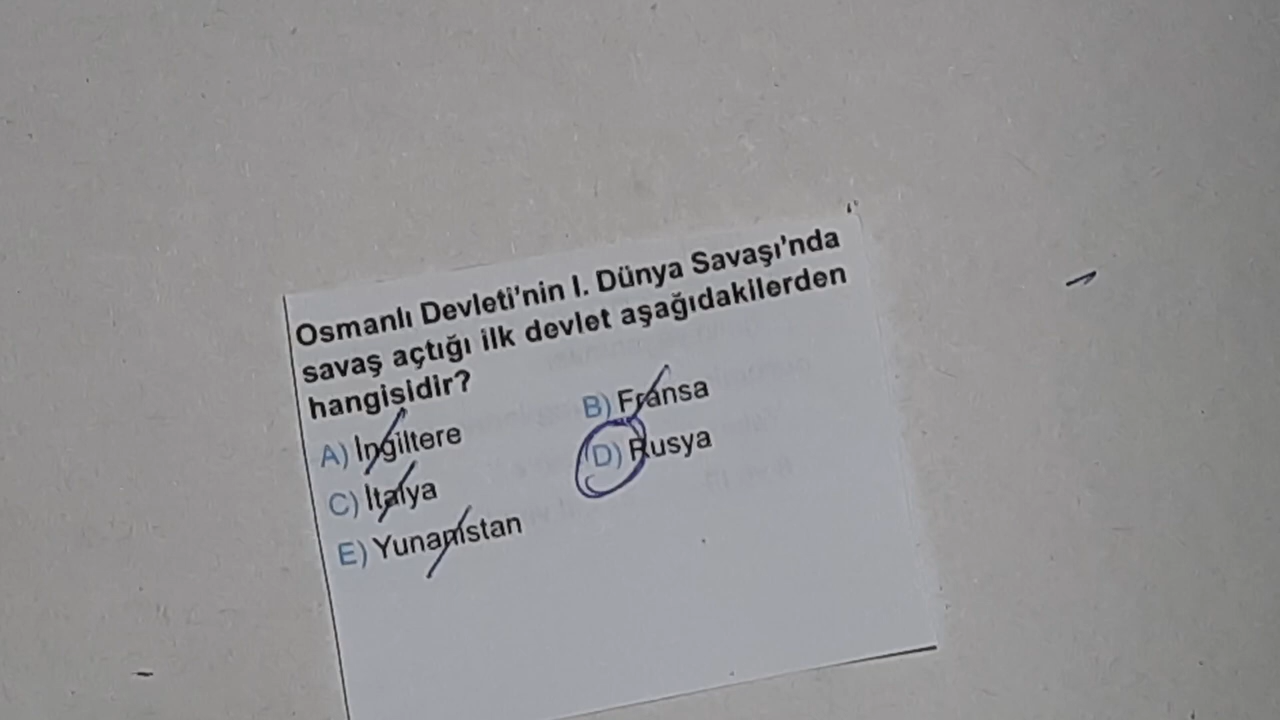 Osmanlı Devleti'nin I. Dünya Savaşı'nda
savaş açtığı ilk devlet aşağıdakilerden
hangisidir?
A) İngiltere B) Fransa
C) İtalya D) Rusya
E) Yunanistan